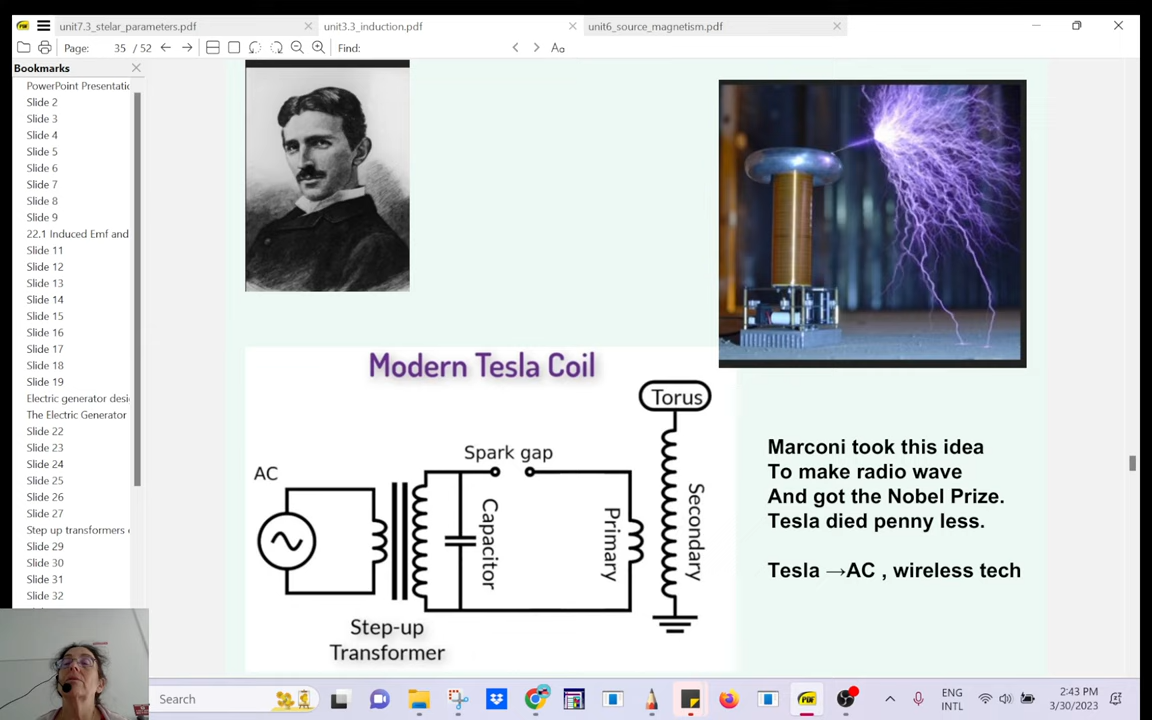 unit7.3_stelar_parameters.pdf
unit3.3_induction.pdf
unit6_source_magnetism.pdf
Page: 35 / 52
Find:
Aa
Bookmarks
PowerPoint Presentatic
Slide 2
Slide 3
Slide 4
Slide 5
Slide 6
Slide 7
Slide 8
Slide 9
22.1 Induced Emf and
Slide 11
Slide 12
Slide 13
Slide 14
Slide 15
Slide 16
Slide 17
Slide 18
Slide 19
Electric generator desi
The Electric Generator
Slide 22
Slide 23
Slide 24
Slide 25
Slide 26
Slide 27
Step up transformers
Slide 29
Slide 30
Slide 31
Slide 32
Modern Tesla Coil
Torus
Spark gap
AC
Capacitor
Primary
Secondary
Step-up
Transformer
Marconi took this idea
To make radio wave
And got the Nobel Prize.
Tesla died penny less.
Tesla →AC , wireless tech
Search
ENG
INTL
2:43 PM
3/30/2023